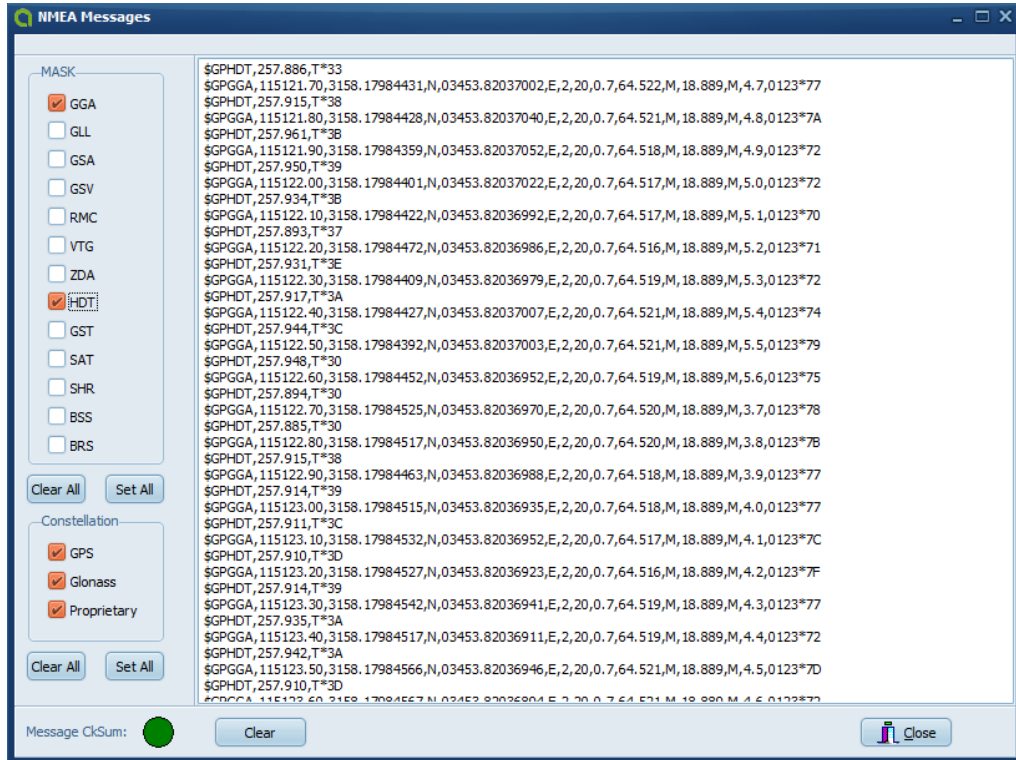 NMEA Messages
MASK
GGA
GLL
GSA
GSV
RMC
VTG
ZDA
HDT
GST
SAT
SHR
BSS
BRS
Clear All
Set All
Constellation
GPS
Glonass
Proprietary
Clear All
Set All
$GPHDT,257.886,T*33
$GPGGA,115121.70,3158.17984431,N,03453.82037002,E,2,20,0.7,64.522,M,18.889,M,4.7,0123*77
$GPHDT,257.915,T*38
$GPGGA,115121.80,3158.17984428,N,03453.82037040,E,2,20,0.7,64.521,M,18.889,M,4.8,0123*7A
$GPHDT,257.961,T*3B
$GPGGA,115121.90,3158.17984359,N,03453.82037052,E,2,20,0.7,64.518,M,18.889,M,4.9,0123*72
$GPHDT,257.950,T*39
$GPGGA,115122.00,3158.17984401,N,03453.82037022,E,2,20,0.7,64.517,M,18.889,M,5.0,0123*72
$GPHDT,257.934,T*3B
$GPGGA,115122.10,3158.17984422,N,03453.82036992,E,2,20,0.7,64.517,M,18.889,M,5.1,0123*70
$GPHDT,257.893,T*37
$GPGGA,115122.20,3158.17984472,N,03453.82036986,E,2,20,0.7,64.516,M,18.889,M,5.2,0123*71
$GPHDT,257.931,T*3E
$GPGGA,115122.30,3158.17984409,N,03453.82036979,E,2,20,0.7,64.519,M,18.889,M,5.3,0123*72
$GPHDT,257.917,T*3A
$GPGGA,115122.40,3158.17984427,N,03453.82037007,E,2,20,0.7,64.521,M,18.889,M,5.4,0123*74
$GPHDT,257.944,T*3C
$GPGGA,115122.50,3158.17984392,N,03453.82037003,E,2,20,0.7,64.521,M,18.889,M,5.5,0123*79
$GPHDT,257.948,T*30
$GPGGA,115122.60,3158.17984452,N,03453.82036952,E,2,20,0.7,64.519,M,18.889,M,5.6,0123*75
$GPHDT,257.894,T*30
$GPGGA,115122.70,3158.17984525,N,03453.82036970,E,2,20,0.7,64.520,M,18.889,M,3.7,0123*78
$GPHDT,257.885,T*30
$GPGGA,115122.80,3158.17984517,N,03453.82036950,E,2,20,0.7,64.520,M,18.889,M,3.8,0123*7B
$GPHDT,257.915,T*38
$GPGGA,115122.90,3158.17984463,N,03453.82036988,E,2,20,0.7,64.518,M,18.889,M,3.9,0123*77
$GPHDT,257.914,T*39
$GPGGA,115123.00,3158.17984515,N,03453.82036935,E,2,20,0.7,64.518,M,18.889,M,4.0,0123*77
$GPHDT,257.911,T*3C
$GPGGA,115123.10,3158.17984532,N,03453.82036952,E,2,20,0.7,64.517,M,18.889,M,4.1,0123*7C
$GPHDT,257.910,T*3D
$GPGGA,115123.20,3158.17984527,N,03453.82036923,E,2,20,0.7,64.516,M,18.889,M,4.2,0123*7F
$GPHDT,257.914,T*39
$GPGGA,115123.30,3158.17984542,N,03453.82036941,E,2,20,0.7,64.519,M,18.889,M,4.3,0123*77
$GPHDT,257.935,T*3A
$GPGGA,115123.40,3158.17984517,N,03453.82036911,E,2,20,0.7,64.519,M,18.889,M,4.4,0123*72
$GPHDT,257.942,T*3A
$GPGGA,115123.50,3158.17984566,N,03453.82036946,E,2,20,0.7,64.521,M,18.889,M,4.5,0123*7D
$GPHDT,257.910,T*3D
Message CkSum:
Clear
Close